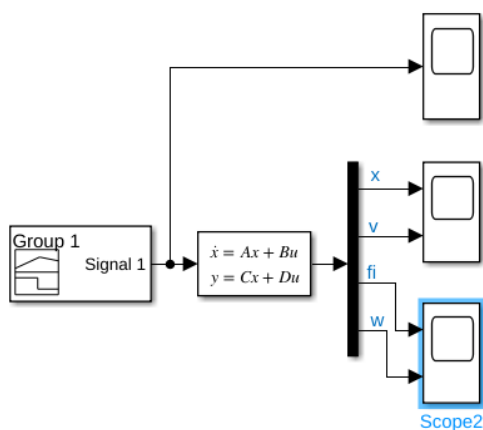 x
v
Group 1
Signal 1
ẋ = Ax + Bu
y = Cx + Du
fi
w
Scope2